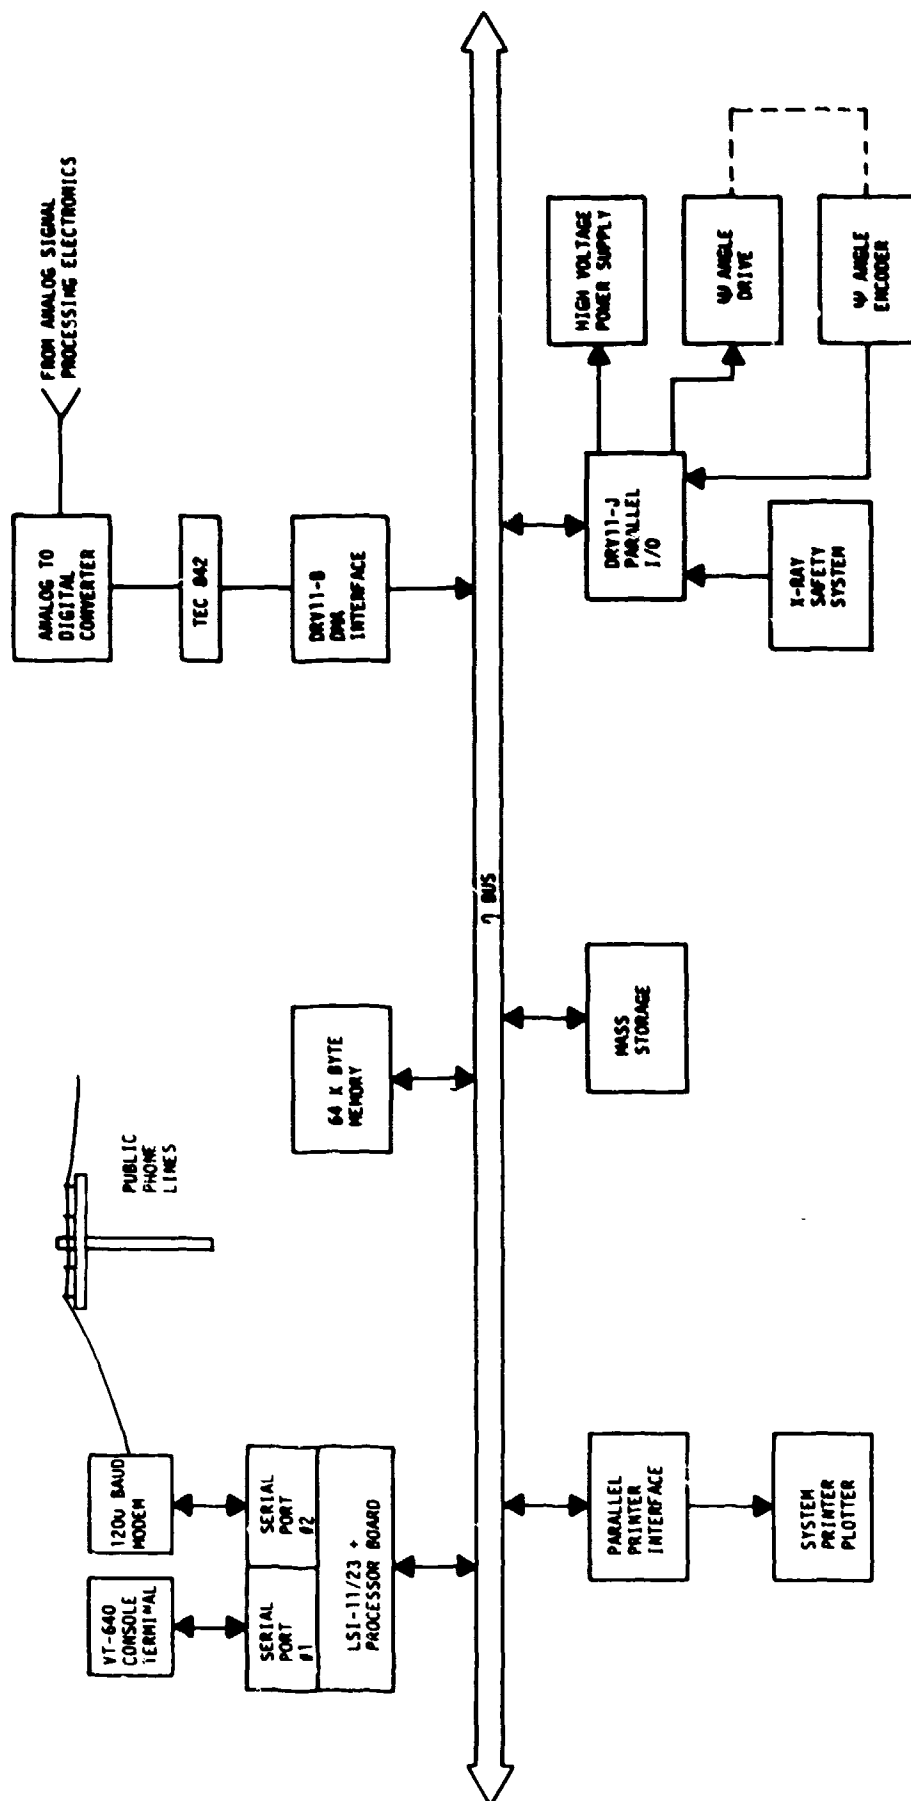 VT-640
CONSOLE
TERMINAL
1200 BAUD
MODEM
PUBLIC
PHONE
LINES
SERIAL
PORT
#1
SERIAL
PORT
#2
LSI-11/23 +
PROCESSOR BOARD
64 K BYTE
MEMORY
ANALOG TO
DIGITAL
CONVERTER
FROM ANALOG SIGNAL
PROCESSING ELECTRONICS
TEC 842
DRV11-B
DMA
INTERFACE
BUS
PARALLEL
PRINTER
INTERFACE
SYSTEM
PRINTER
PLOTTER
MASS
STORAGE
DRV11-J
PARALLEL
I/O
X-RAY
SAFETY
SYSTEM
HIGH VOLTAGE
POWER SUPPLY
Ψ ANGLE
DRIVE
Ψ ANGLE
ENCODER